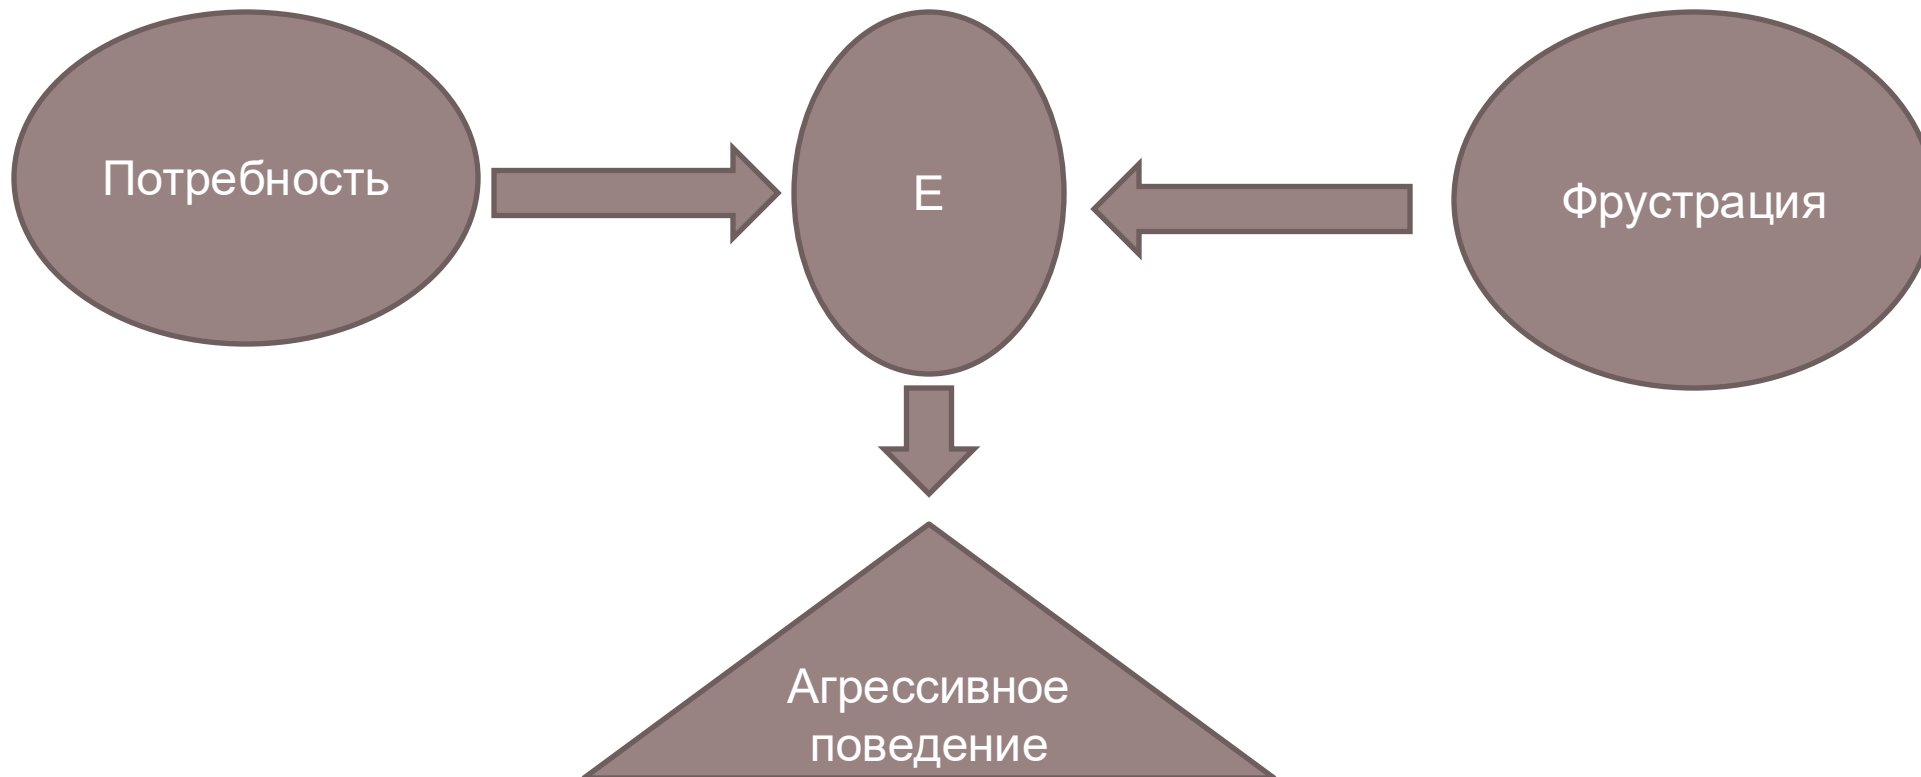 Потребность
Е
Фрустрация
Агрессивное
поведение